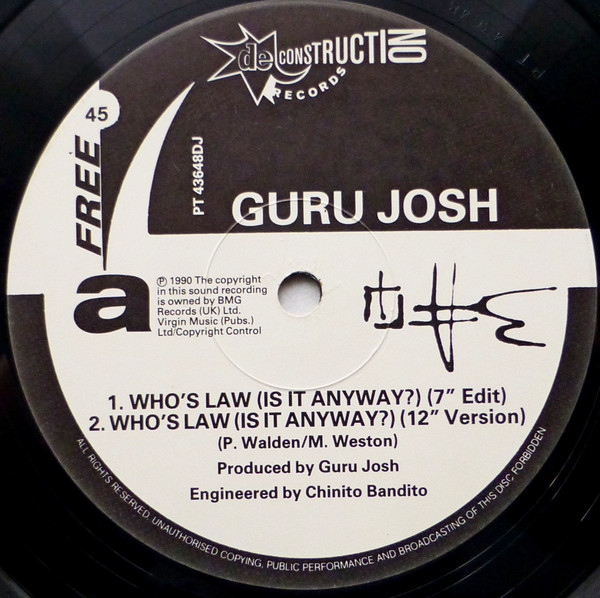 deCONSTRUCTION
RECORDS
45
FREE
PT 43648DJ
GURU JOSH
a
℗ 1990 The copyright
in this sound recording
is owned by BMG
Records (UK) Ltd.
Virgin Music (Pubs.)
Ltd/Copyright Control
1. WHO'S LAW (IS IT ANYWAY?) (7" Edit)
2. WHO'S LAW (IS IT ANYWAY?) (12" Version)
(P. Walden/M. Weston)
Produced by Guru Josh
Engineered by Chinito Bandito
ALL RIGHTS RESERVED. UNAUTHORISED COPYING, PUBLIC PERFORMANCE AND BROADCASTING OF THIS DISC FORBIDDEN